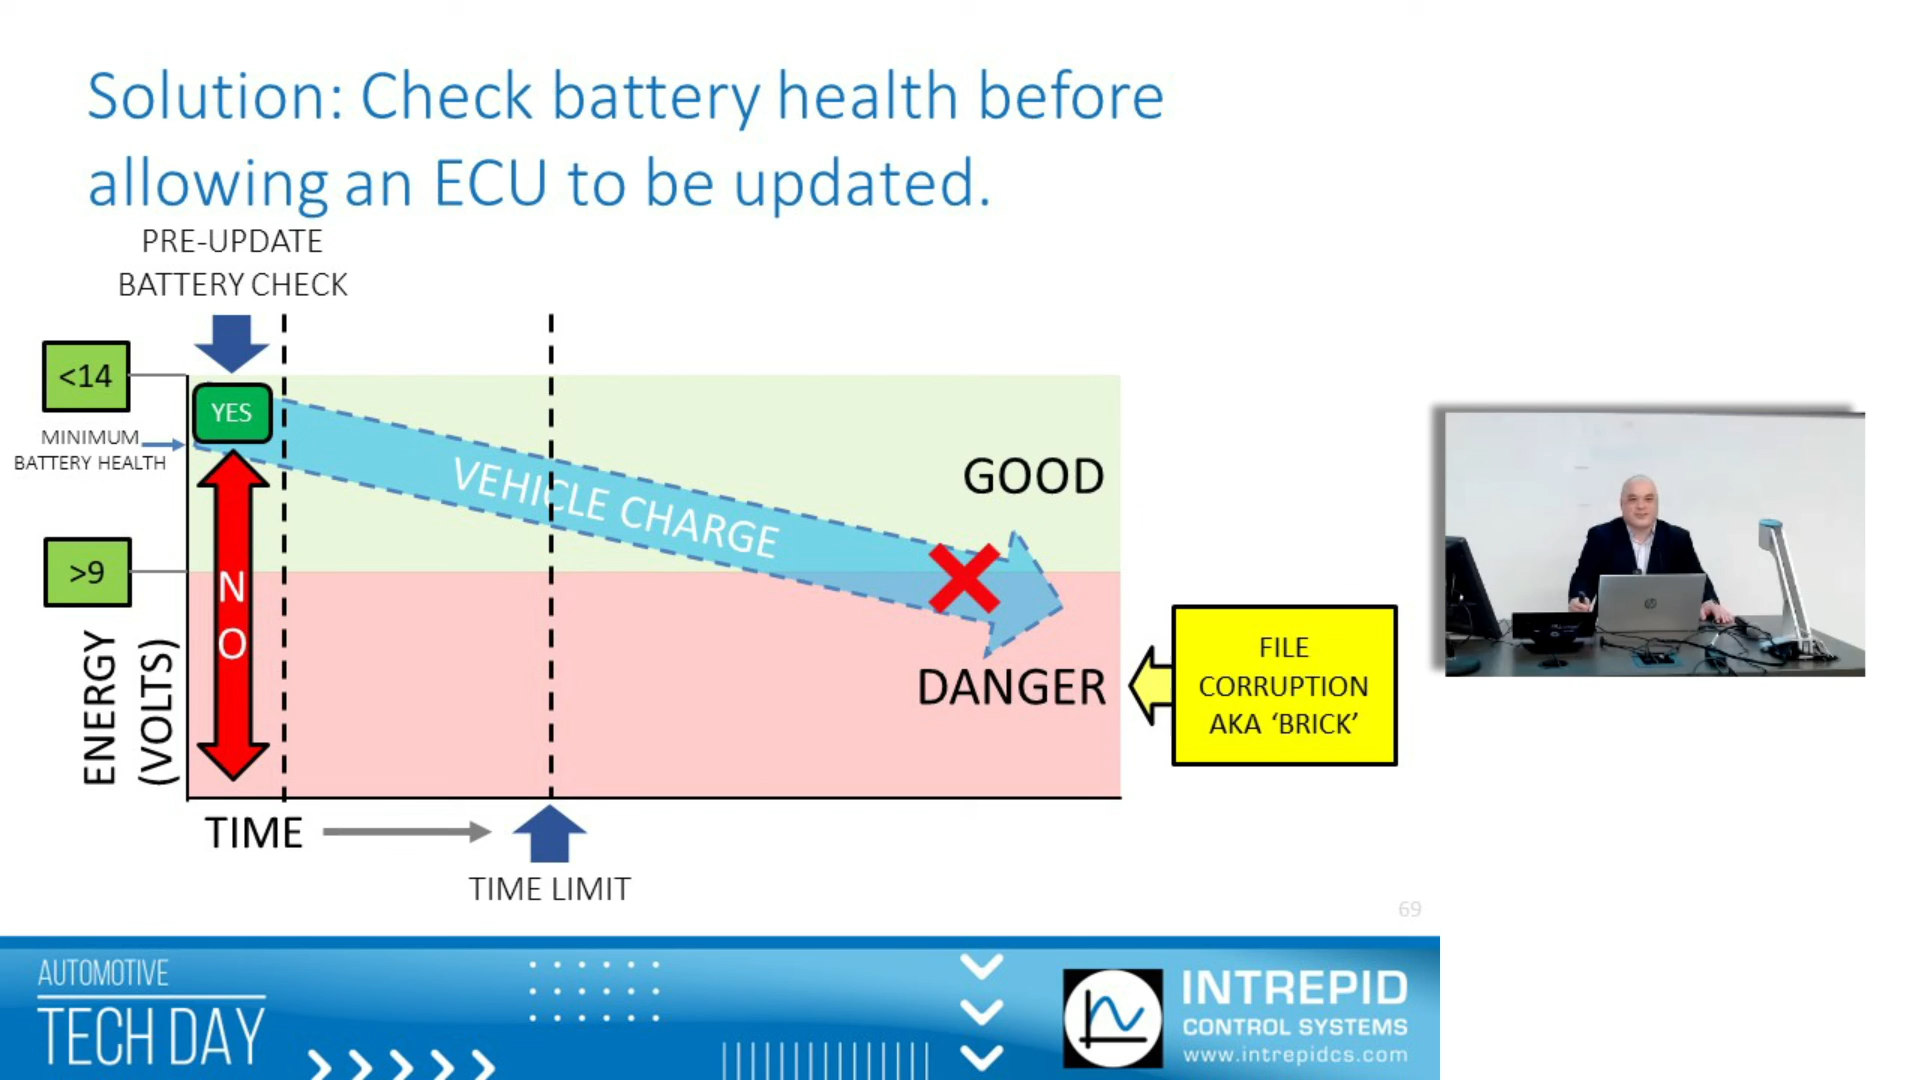 Solution: Check battery health before
allowing an ECU to be updated.
PRE-UPDATE
BATTERY CHECK
<14
YES
MINIMUM
BATTERY HEALTH
VEHICLE CHARGE
GOOD
>9
N
O
ENERGY
(VOLTS)
DANGER
FILE
CORRUPTION
AKA ‘BRICK’
TIME
TIME LIMIT
69
AUTOMOTIVE
TECH DAY
INTREPID
CONTROL SYSTEMS
www.intrepidcs.com